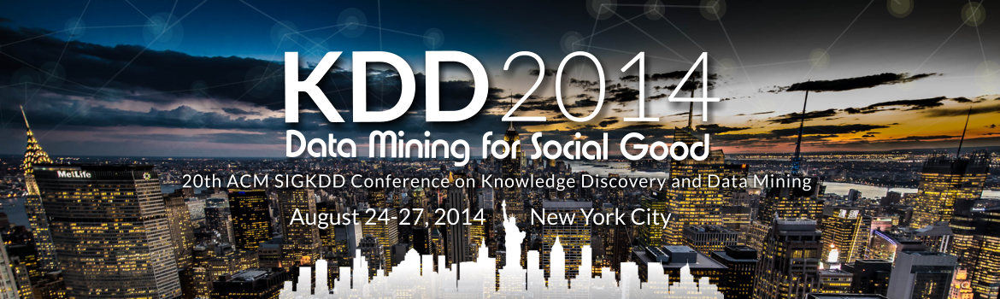 KDD2014
Data Mining for Social Good
20th ACM SIGKDD Conference on Knowledge Discovery and Data Mining
August 24-27, 2014 New York City
MetLife